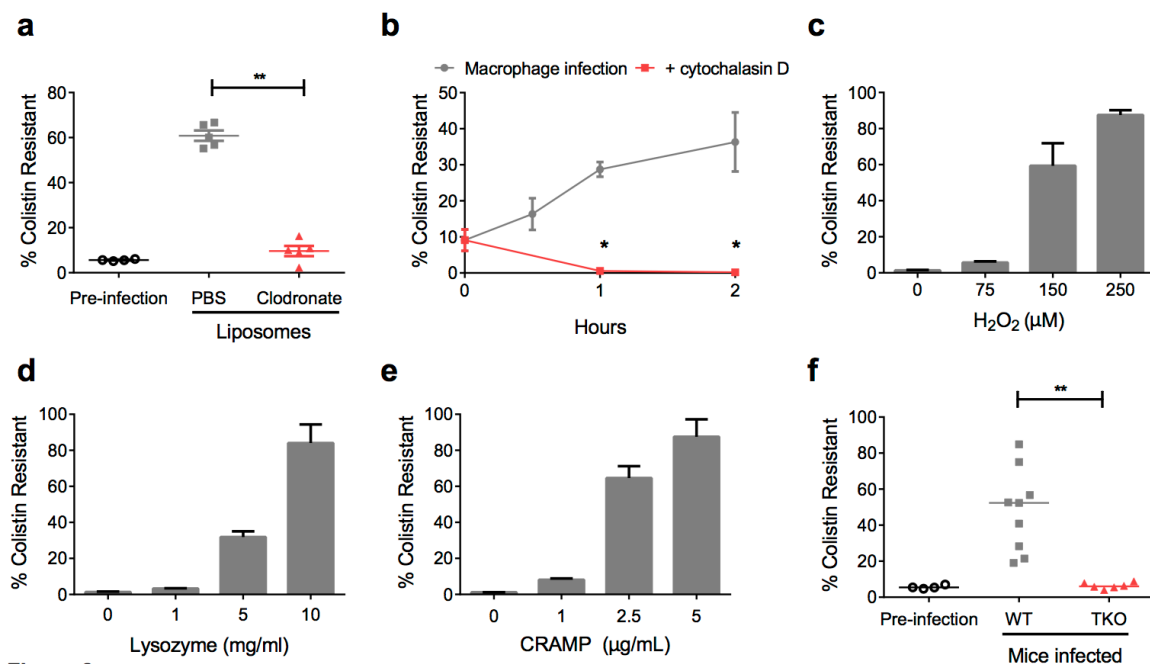 a
**
% Colistin Resistant
80
60
40
20
0
Pre-infection PBS Clodronate
Liposomes
b
Macrophage infection + cytochalasin D
% Colistin Resistant
50
40
30
20
10
0
* *
0 1 2
Hours
c
% Colistin Resistant
100
80
60
40
20
0
0 75 150 250
H₂O₂ (μM)
d
% Colistin Resistant
100
80
60
40
20
0
0 1 5 10
Lysozyme (mg/ml)
e
% Colistin Resistant
100
80
60
40
20
0
0 1 2.5 5
CRAMP (μg/mL)
f
**
% Colistin Resistant
100
80
60
40
20
0
Pre-infection WT TKO
Mice infected